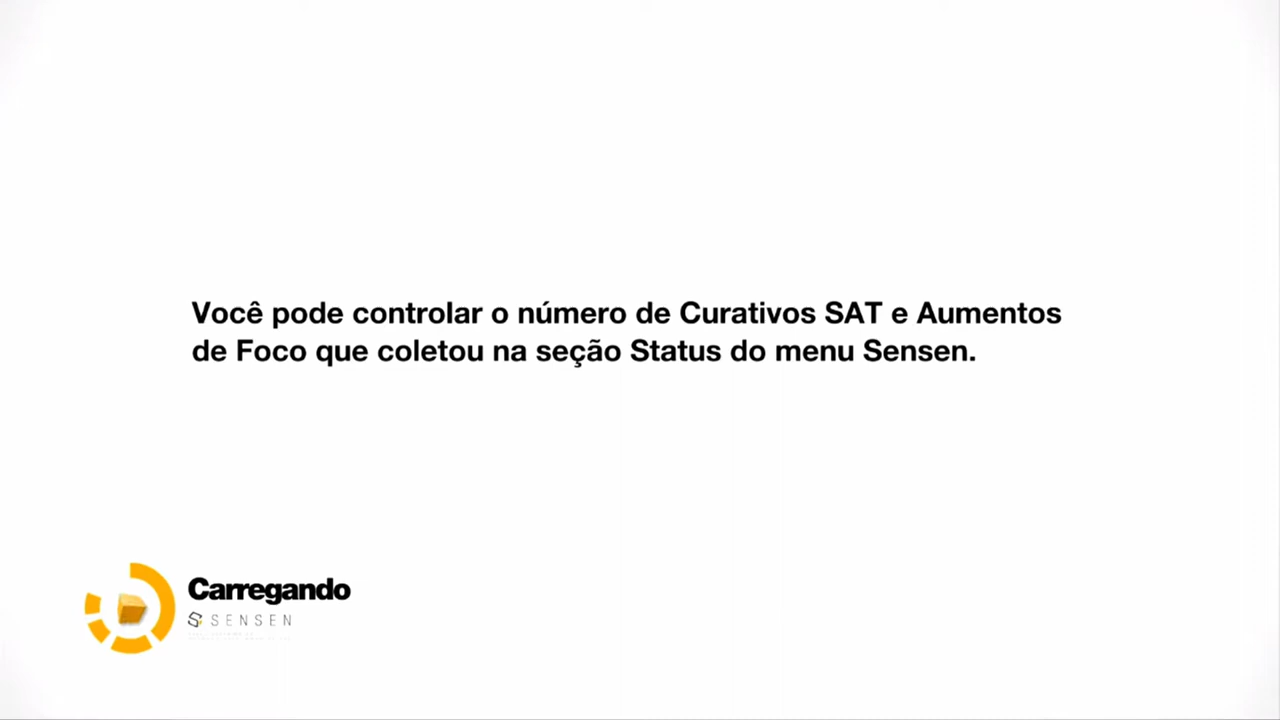 Você pode controlar o número de Curativos SAT e Aumentos
de Foco que coletou na seção Status do menu Sensen.
Carregando
SENSEN